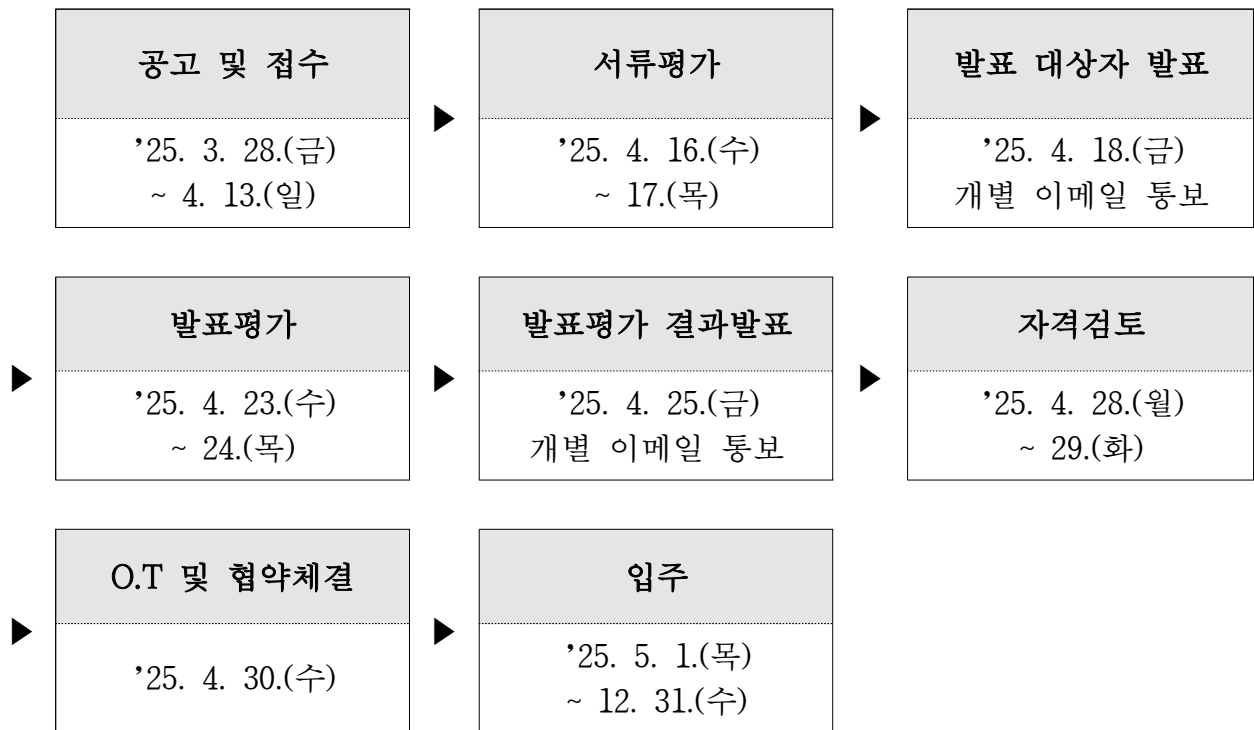 공고 및 접수
’25. 3. 28.(금)
~ 4. 13.(일)
▶
서류평가
’25. 4. 16.(수)
~ 17.(목)
▶
발표 대상자 발표
’25. 4. 18.(금)
개별 이메일 통보
▶
발표평가
’25. 4. 23.(수)
~ 24.(목)
▶
발표평가 결과발표
’25. 4. 25.(금)
개별 이메일 통보
▶
자격검토
’25. 4. 28.(월)
~ 29.(화)
▶
O.T 및 협약체결
’25. 4. 30.(수)
▶
입주
’25. 5. 1.(목)
~ 12. 31.(수)